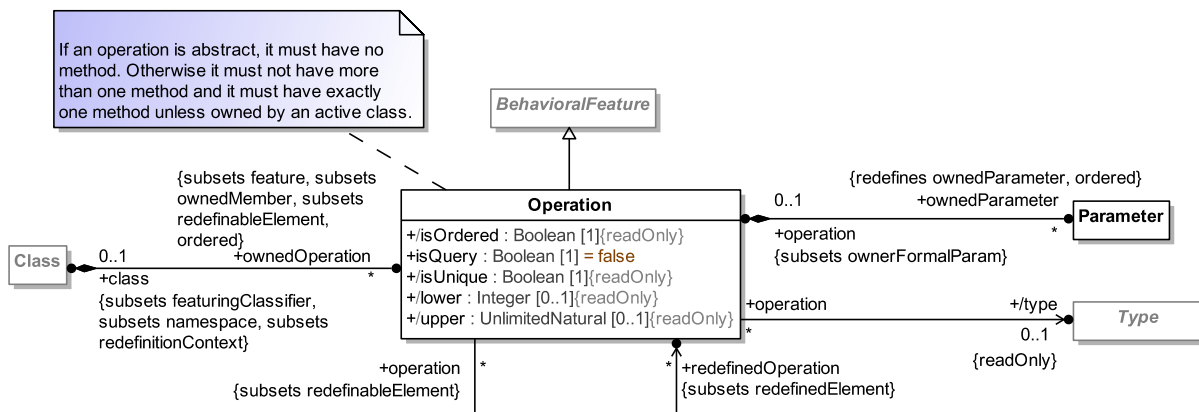 If an operation is abstract, it must have no
method. Otherwise it must not have more
than one method and it must have exactly
one method unless owned by an active class.
BehavioralFeature
{subsets feature, subsets
ownedMember, subsets
redefinableElement,
ordered}
0..1
+ownedOperation
*
Class
+class
{subsets featuringClassifier,
subsets namespace, subsets
redefinitionContext}
Operation
+/isOrdered : Boolean [1]{readOnly}
+isQuery : Boolean [1] = false
+/isUnique : Boolean [1]{readOnly}
+/lower : Integer [0..1]{readOnly}
+/upper : UnlimitedNatural [0..1]{readOnly}
{redefines ownedParameter, ordered}
0..1
+ownedParameter
Parameter
+operation
*
{subsets ownerFormalParam}
+operation
+/type
Type
*
0..1
{readOnly}
+operation
*
{subsets redefinableElement}
*
+redefinedOperation
{subsets redefinedElement}